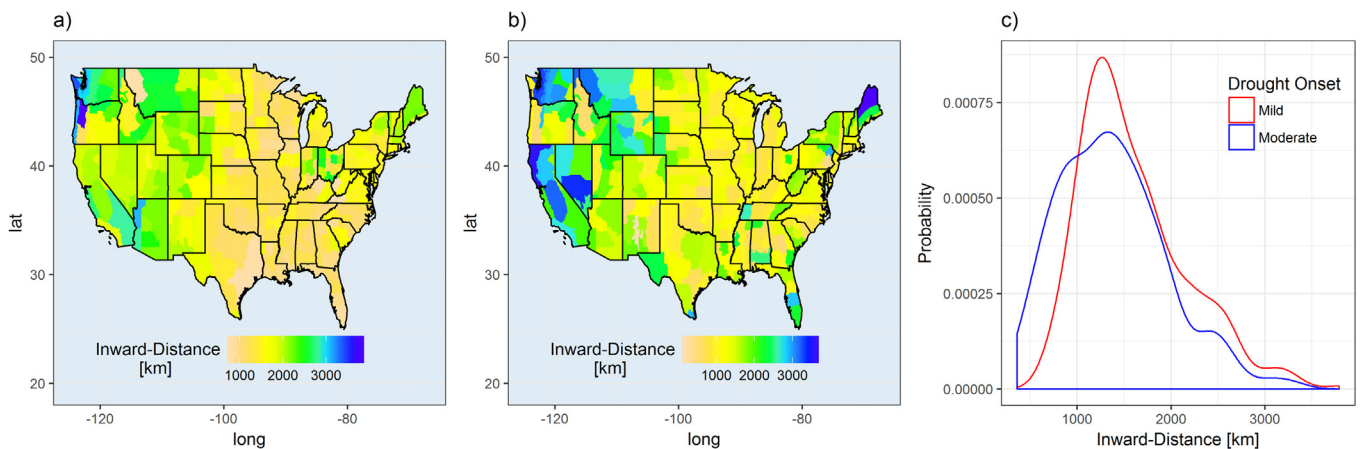 a)
50
40
30
20
lat
Inward-Distance
[km]
1000 2000 3000
-120 -100 -80
long
b)
50
40
30
20
Inward-Distance
[km]
1000 2000 3000
-120 -100 -80
long
c)
Probability
0.00075
0.00050
0.00025
0.00000
Drought Onset
Mild
Moderate
1000 2000 3000
Inward-Distance [km]